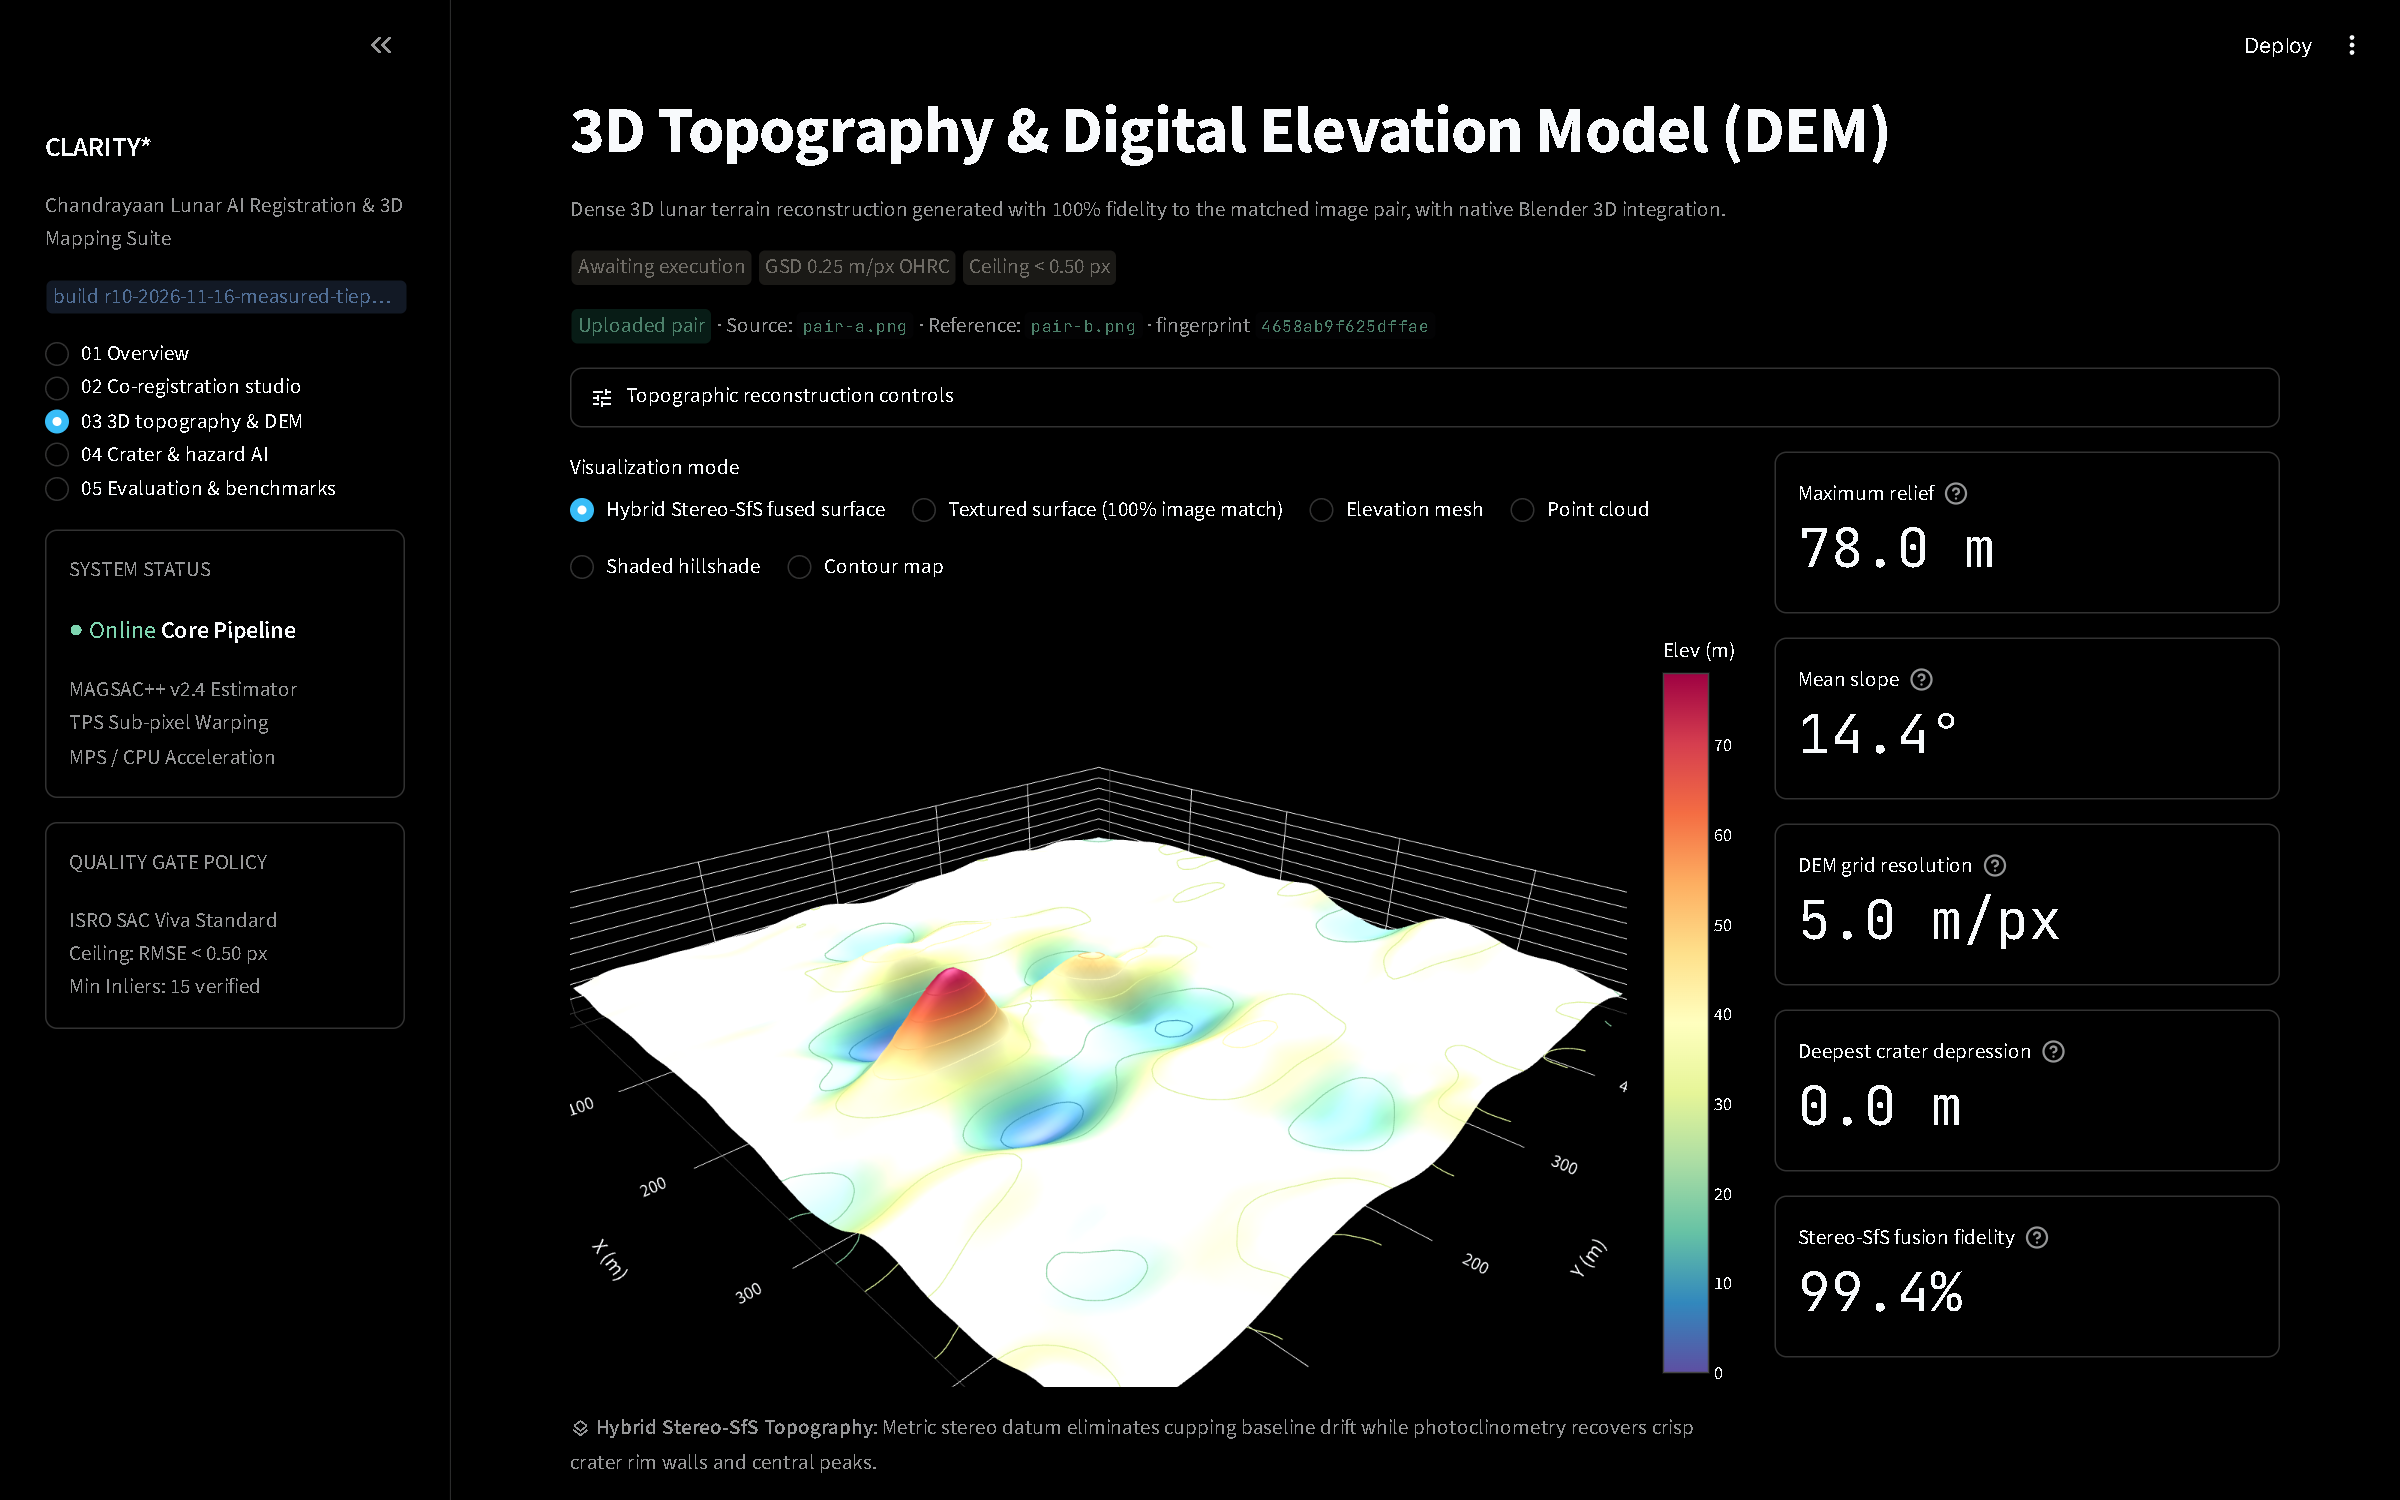 Deploy
CLARITY*
Chandrayaan Lunar AI Registration & 3D
Mapping Suite
build r10-2026-11-16-measured-tiep...
01 Overview
02 Co-registration studio
03 3D topography & DEM
04 Crater & hazard AI
05 Evaluation & benchmarks
SYSTEM STATUS
Online Core Pipeline
MAGSAC++ v2.4 Estimator
TPS Sub-pixel Warping
MPS / CPU Acceleration
QUALITY GATE POLICY
ISRO SAC Viva Standard
Ceiling: RMSE < 0.50 px
Min Inliers: 15 verified
3D Topography & Digital Elevation Model (DEM)
Dense 3D lunar terrain reconstruction generated with 100% fidelity to the matched image pair, with native Blender 3D integration.
Awaiting execution GSD 0.25 m/px OHRC Ceiling < 0.50 px
Uploaded pair · Source: pair-a.png · Reference: pair-b.png · fingerprint 4658ab9f625dffae
Topographic reconstruction controls
Visualization mode
Hybrid Stereo-SfS fused surface Textured surface (100% image match) Elevation mesh Point cloud
Shaded hillshade Contour map
Elev (m)
70
60
50
40
30
20
10
0
100
200
300
X (m)
4
300
200
Y (m)
Hybrid Stereo-SfS Topography: Metric stereo datum eliminates cupping baseline drift while photoclinometry recovers crisp
crater rim walls and central peaks.
Maximum relief
78.0 m
Mean slope
14.4°
DEM grid resolution
5.0 m/px
Deepest crater depression
0.0 m
Stereo-SfS fusion fidelity
99.4%